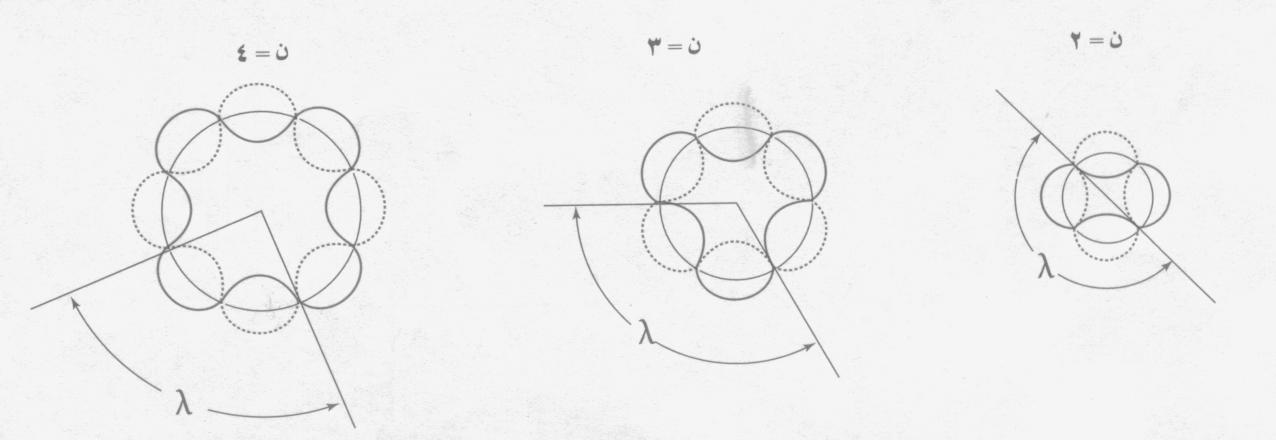 ن = ٢
ن = ٣
ن = ٤
λ
λ
λ